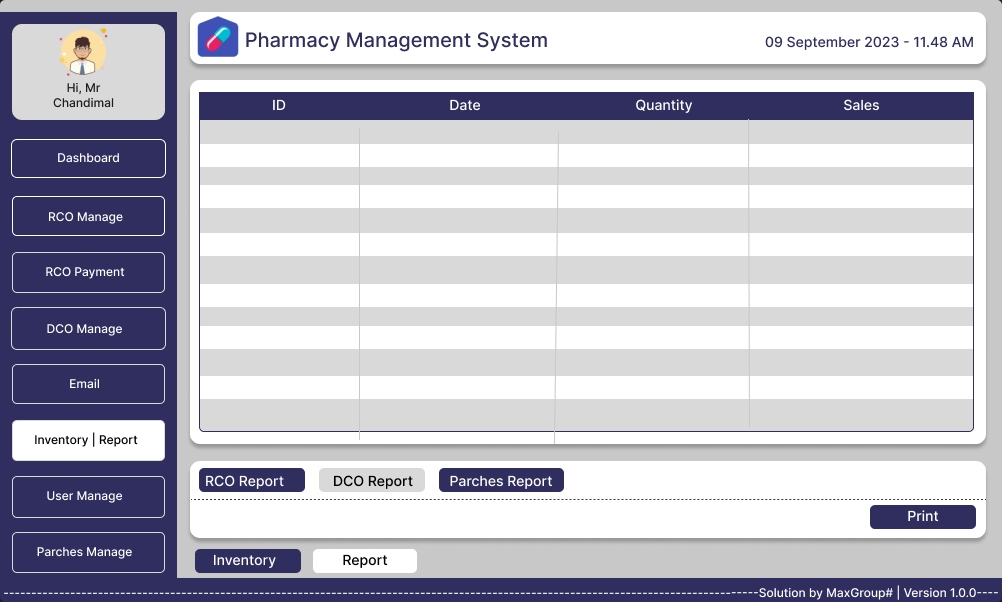 Hi, Mr
Chandimal
Dashboard
RCO Manage
RCO Payment
DCO Manage
Email
Inventory | Report
User Manage
Parches Manage
Pharmacy Management System
09 September 2023 - 11.48 AM
ID Date Quantity Sales
RCO Report DCO Report Parches Report
Print
Inventory Report
Solution by MaxGroup# | Version 1.0.0